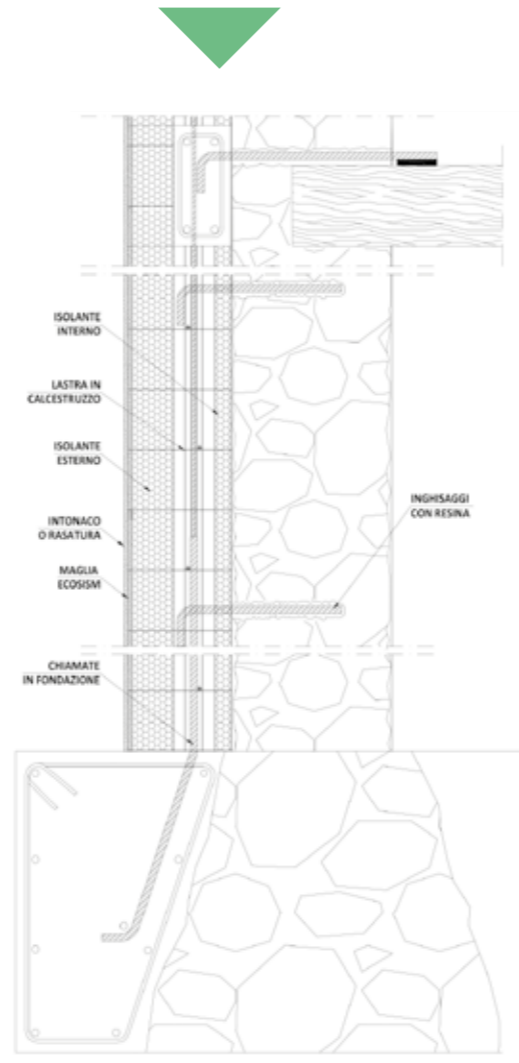 ISOLANTE
INTERNO
LASTRA IN
CALCESTRUZZO
ISOLANTE
ESTERNO
INGHISAGGI
CON RESINA
INTONACO
O RASATURA
MAGLIA
ECOSISM
CHIAMATE
IN FONDAZIONE